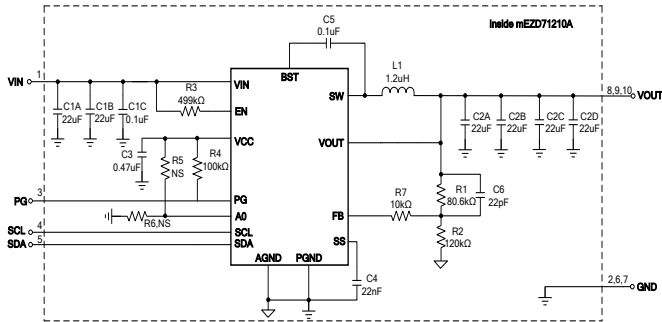 Inside mEZD71210A
C5
0.1uF
L1
1.2uH
BST
VIN
1
C1A
22uF
C1B
22uF
C1C
0.1uF
R3
499kΩ
VIN
EN
SW
8,9,10
VOUT
C2A
22uF
C2B
22uF
C2C
22uF
C2D
22uF
VCC
VOUT
C3
0.47uF
R5
NS
R4
100kΩ
PG
3
PG
R6,NS
A0
SCL
4
SCL
SDA
5
SDA
R7
10kΩ
FB
R1
80.6kΩ
C6
22pF
R2
120kΩ
SS
C4
22nF
AGND
PGND
2,6,7
GND